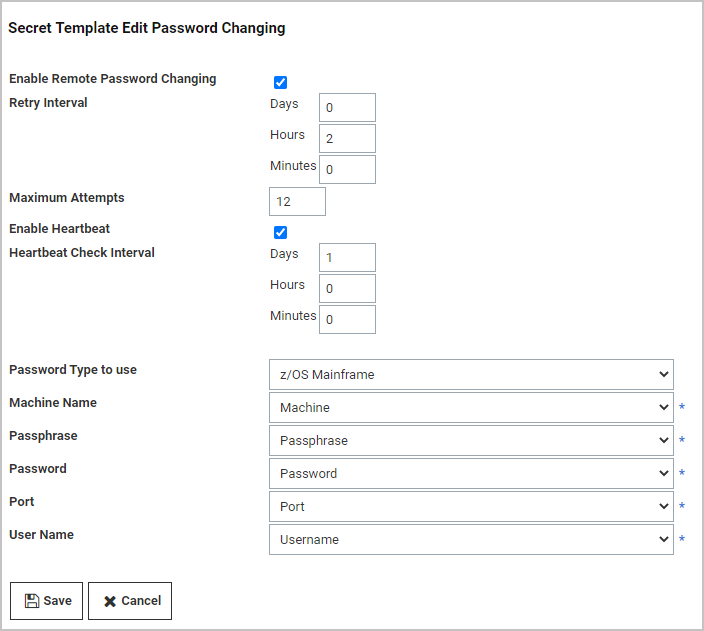 Secret Template Edit Password Changing
Enable Remote Password Changing
Retry Interval
Days 0
Hours 2
Minutes 0
Maximum Attempts 12
Enable Heartbeat
Heartbeat Check Interval
Days 1
Hours 0
Minutes 0
Password Type to use z/OS Mainframe
Machine Name Machine *
Passphrase Passphrase *
Password Password *
Port Port *
User Name Username *
Save Cancel